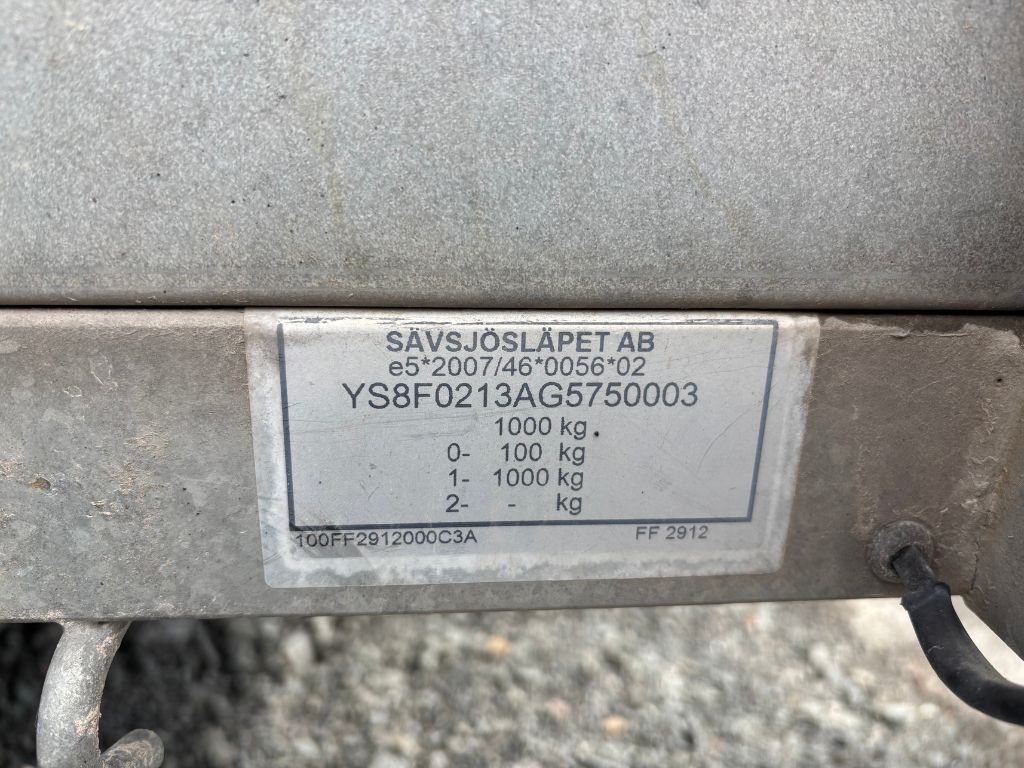 SÄVSJÖSLÄPET AB
e5*2007/46*0056*02
YS8F0213AG5750003
1000 kg
0- 100 kg
1- 1000 kg
2- - kg
100FF2912000C3A FF 2912